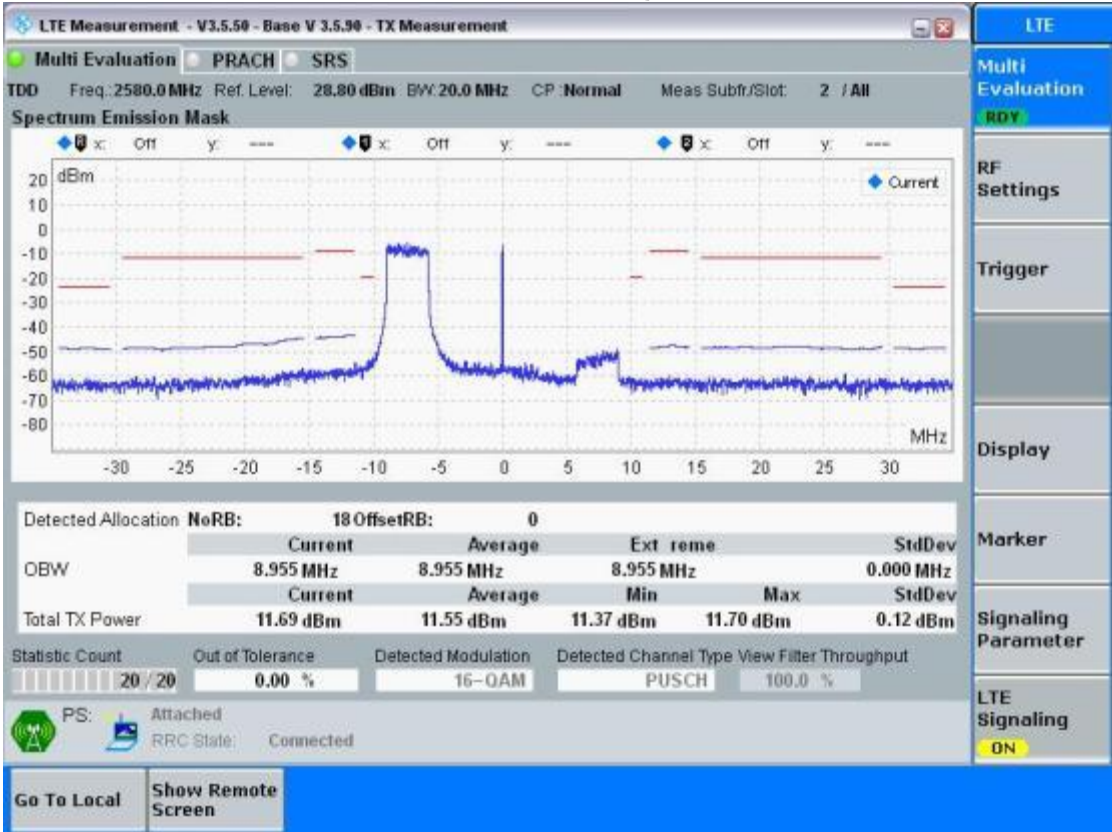 LTE Measurement - V3.5.50 - Base V 3.5.90 - TX Measurement
LTE
Multi Evaluation PRACH SRS
Multi
Evaluation
RDY
TDD Freq.:2580.0 MHz Ref. Level: 28.80 dBm BW:20.0 MHz CP :Normal Meas Subfr./Slot: 2 / All
Spectrum Emission Mask
x: Off y: --- x: Off y: --- x: Off y: ---
dBm
Current
20
10
0
-10
-20
-30
-40
-50
-60
-70
-80
MHz
-30 -25 -20 -15 -10 -5 0 5 10 15 20 25 30
RF
Settings
Trigger
Display
Marker
Signaling
Parameter
LTE
Signaling
ON
Detected Allocation NoRB: 18 OffsetRB: 0
Current Average Ext reme StdDev
OBW 8.955 MHz 8.955 MHz 8.955 MHz 0.000 MHz
Current Average Min Max StdDev
Total TX Power 11.69 dBm 11.55 dBm 11.37 dBm 11.70 dBm 0.12 dBm
Statistic Count Out of Tolerance Detected Modulation Detected Channel Type View Filter Throughput
20 / 20 0.00 % 16-QAM PUSCH 100.0 %
PS: Attached
RRC State: Connected
Go To Local
Show Remote
Screen